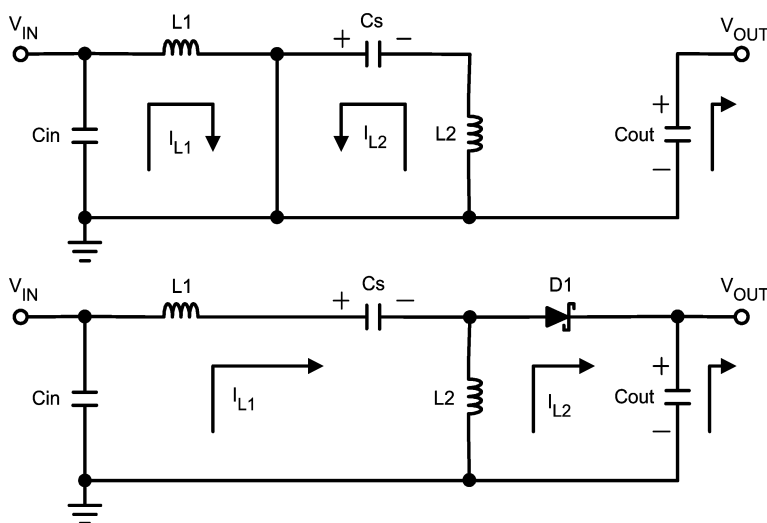 V_IN L1 + Cs − V_OUT
Cin I_L1 I_L2 L2 + Cout −
V_IN L1 + Cs − D1 V_OUT
Cin I_L1 L2 I_L2 + Cout −